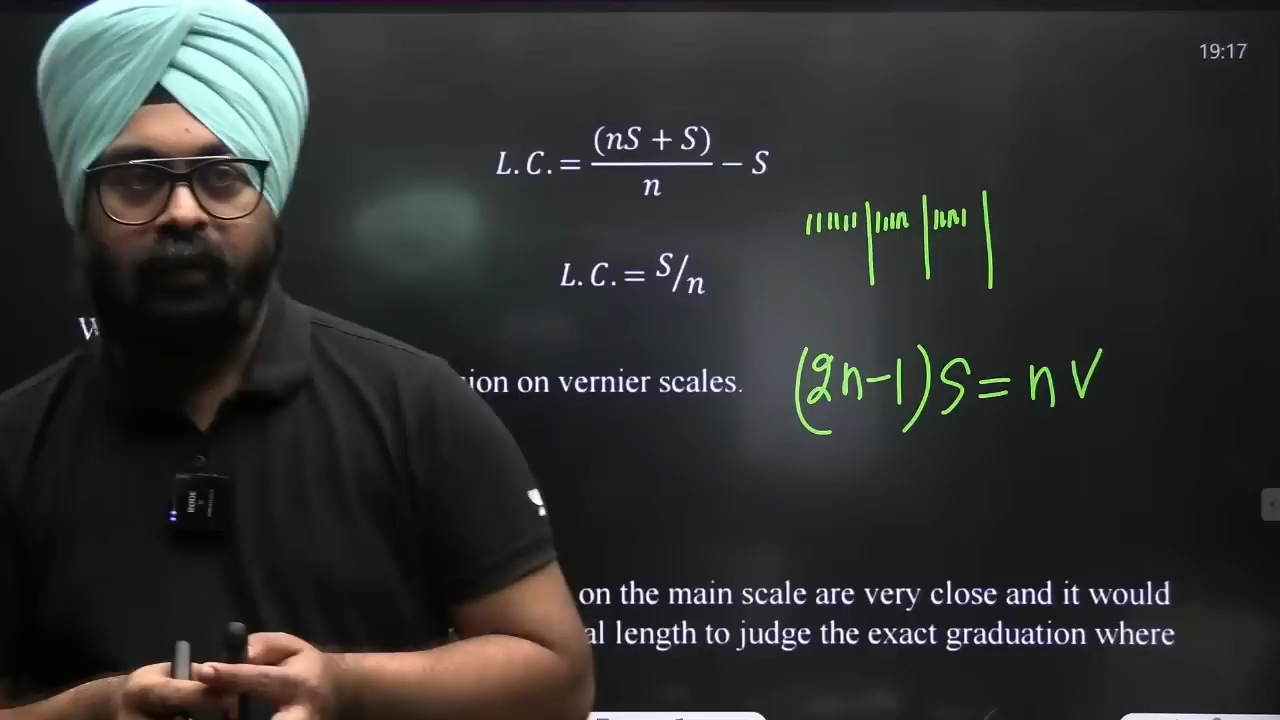 19:17
L.C.= (nS + S)/n − S
L.C.= S/n
W
ion on vernier scales.
(2n-1) S = n V
on the main scale are very close and it would
al length to judge the exact graduation where
RODE